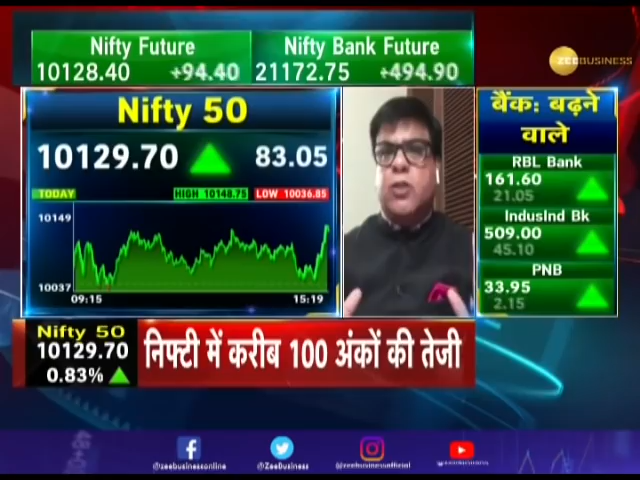 Nifty Future
10128.40 +94.40
Nifty Bank Future
21172.75 +494.90
ZEEBUSINESS
Nifty 50
10129.70 83.05
TODAY HIGH 10148.75 LOW 10036.85
10149
10037
09:15 15:19
बैंक: बढ़ने
वाले
RBL Bank
161.60
21.05
IndusInd Bk
509.00
45.10
PNB
33.95
2.15
Nifty 50
10129.70
0.83%
निफ्टी में करीब 100 अंकों की तेजी
@zeebusinessonline
@ZeeBusiness
@zeebusinessofficial